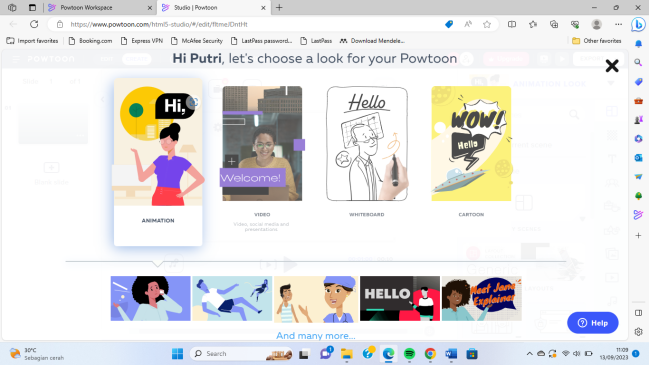 Powtoon Workspace
Studio | Powtoon
https://www.powtoon.com/html5-studio/#/edit/fltmeJDntHt
Import favorites
Booking.com
Express VPN
McAfee Security
LastPass password...
LastPass
Download Mendele...
Other favorites
Hi Putri, let's choose a look for your Powtoon
Hi,
Welcome!
Hello
WOW!
Hello
ANIMATION
VIDEO
Video, social media and
presentations
WHITEBOARD
CARTOON
HELLO
Meet Jane
Explainer
And many more...
Help
30°C
Sebagian cerah
Search
11:09
13/09/2023